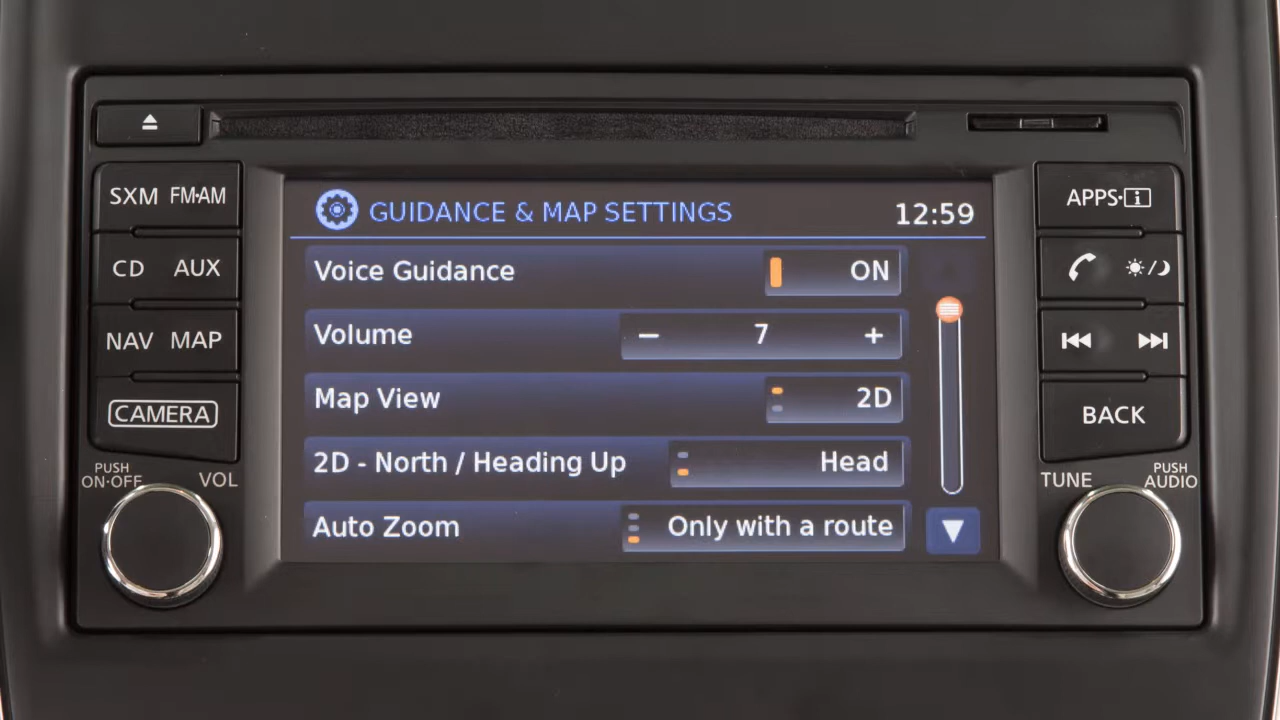 SXM FM·AM
CD AUX
NAV MAP
CAMERA
PUSH
ON·OFF VOL
GUIDANCE & MAP SETTINGS 12:59
Voice Guidance ON
Volume − 7 +
Map View 2D
2D - North / Heading Up Head
Auto Zoom Only with a route
APPS·i
BACK
TUNE PUSH
AUDIO